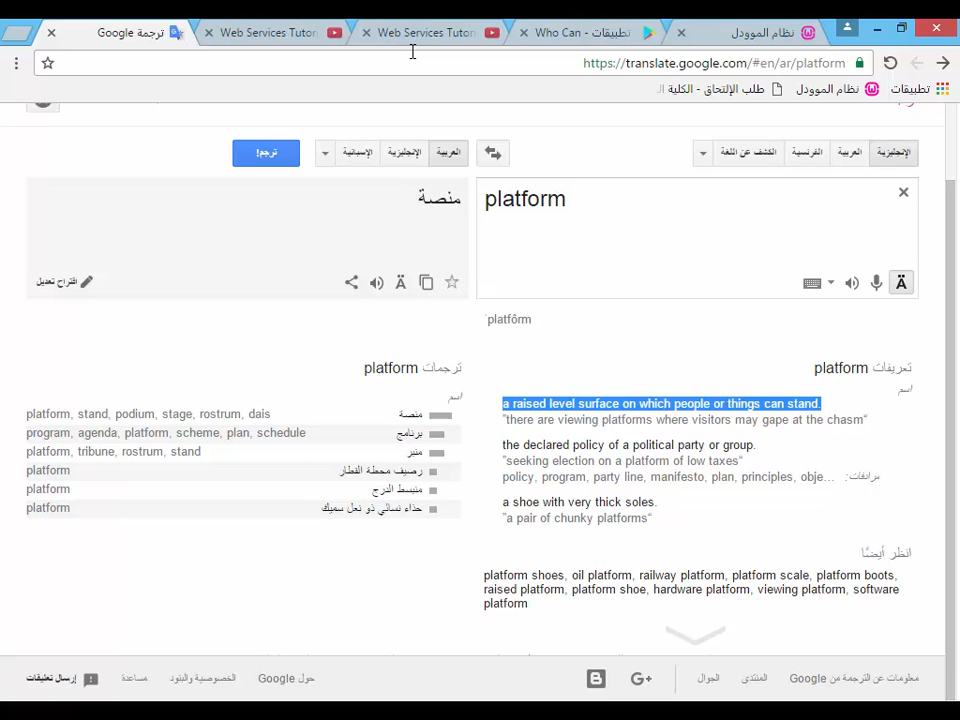 ترجمة Google
Web Services Tutor
Web Services Tutor
تطبيقات - Who Can
نظام الموودل
https://translate.google.com/#en/ar/platform
تطبيقات
نظام الموودل
طلب الإلتحاق - الكلية ال
الإنجليزية
العربية
الفرنسية
الكشف عن اللغة
العربية
الإنجليزية
الإسبانية
ترجم!
platform
منصة
اقتراح تعديل
Ä
Ä
ˈplatfôrm
تعريفات platform
اسم
a raised level surface on which people or things can stand.
"there are viewing platforms where visitors may gape at the chasm"
the declared policy of a political party or group.
"seeking election on a platform of low taxes"
مرادفات: policy, program, party line, manifesto, plan, principles, obje...
a shoe with very thick soles.
"a pair of chunky platforms"
انظر أيضًا
platform shoes, oil platform, railway platform, platform scale, platform boots,
raised platform, platform shoe, hardware platform, viewing platform, software
platform
ترجمات platform
اسم
منصة platform, stand, podium, stage, rostrum, dais
برنامج program, agenda, platform, scheme, plan, schedule
منبر platform, tribune, rostrum, stand
رصيف محطة القطار platform
منبسط الدرج platform
حذاء نسائي ذو نعل سميك platform
معلومات عن الترجمة من Google
المنتدى
الجوال
G+
حول Google
الخصوصية والبنود
مساعدة
إرسال تعليقات